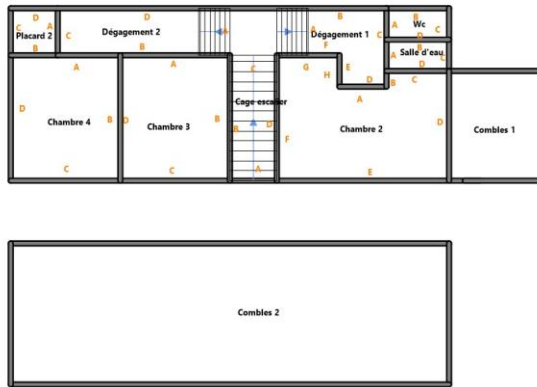 D
C A
Placard 2
B
D
C Dégagement 2 A
B
B
A Dégagement 1 C
F
E
D
B
A Wc C
D
B
A Salle d'eau C
D
A
D Chambre 4 B
C
A
D Chambre 3 B
C
C
Cage escalier
B D
A
G
H
B C
A
F Chambre 2 D
E
Combles 1
Combles 2